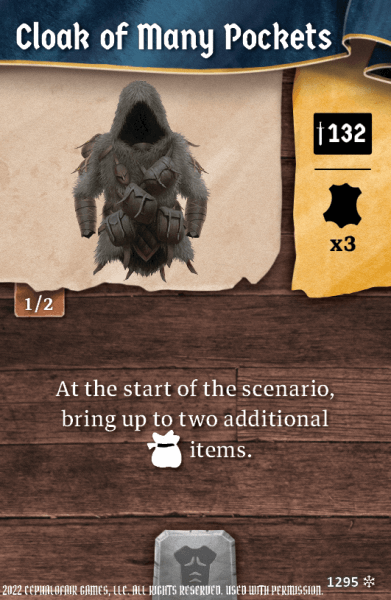 Cloak of Many Pockets
132
x3
1/2
At the start of the scenario,
bring up to two additional
items.
1295
2022 CEPHALOFAIR GAMES, LLC. ALL RIGHTS RESERVED. USED WITH PERMISSION.